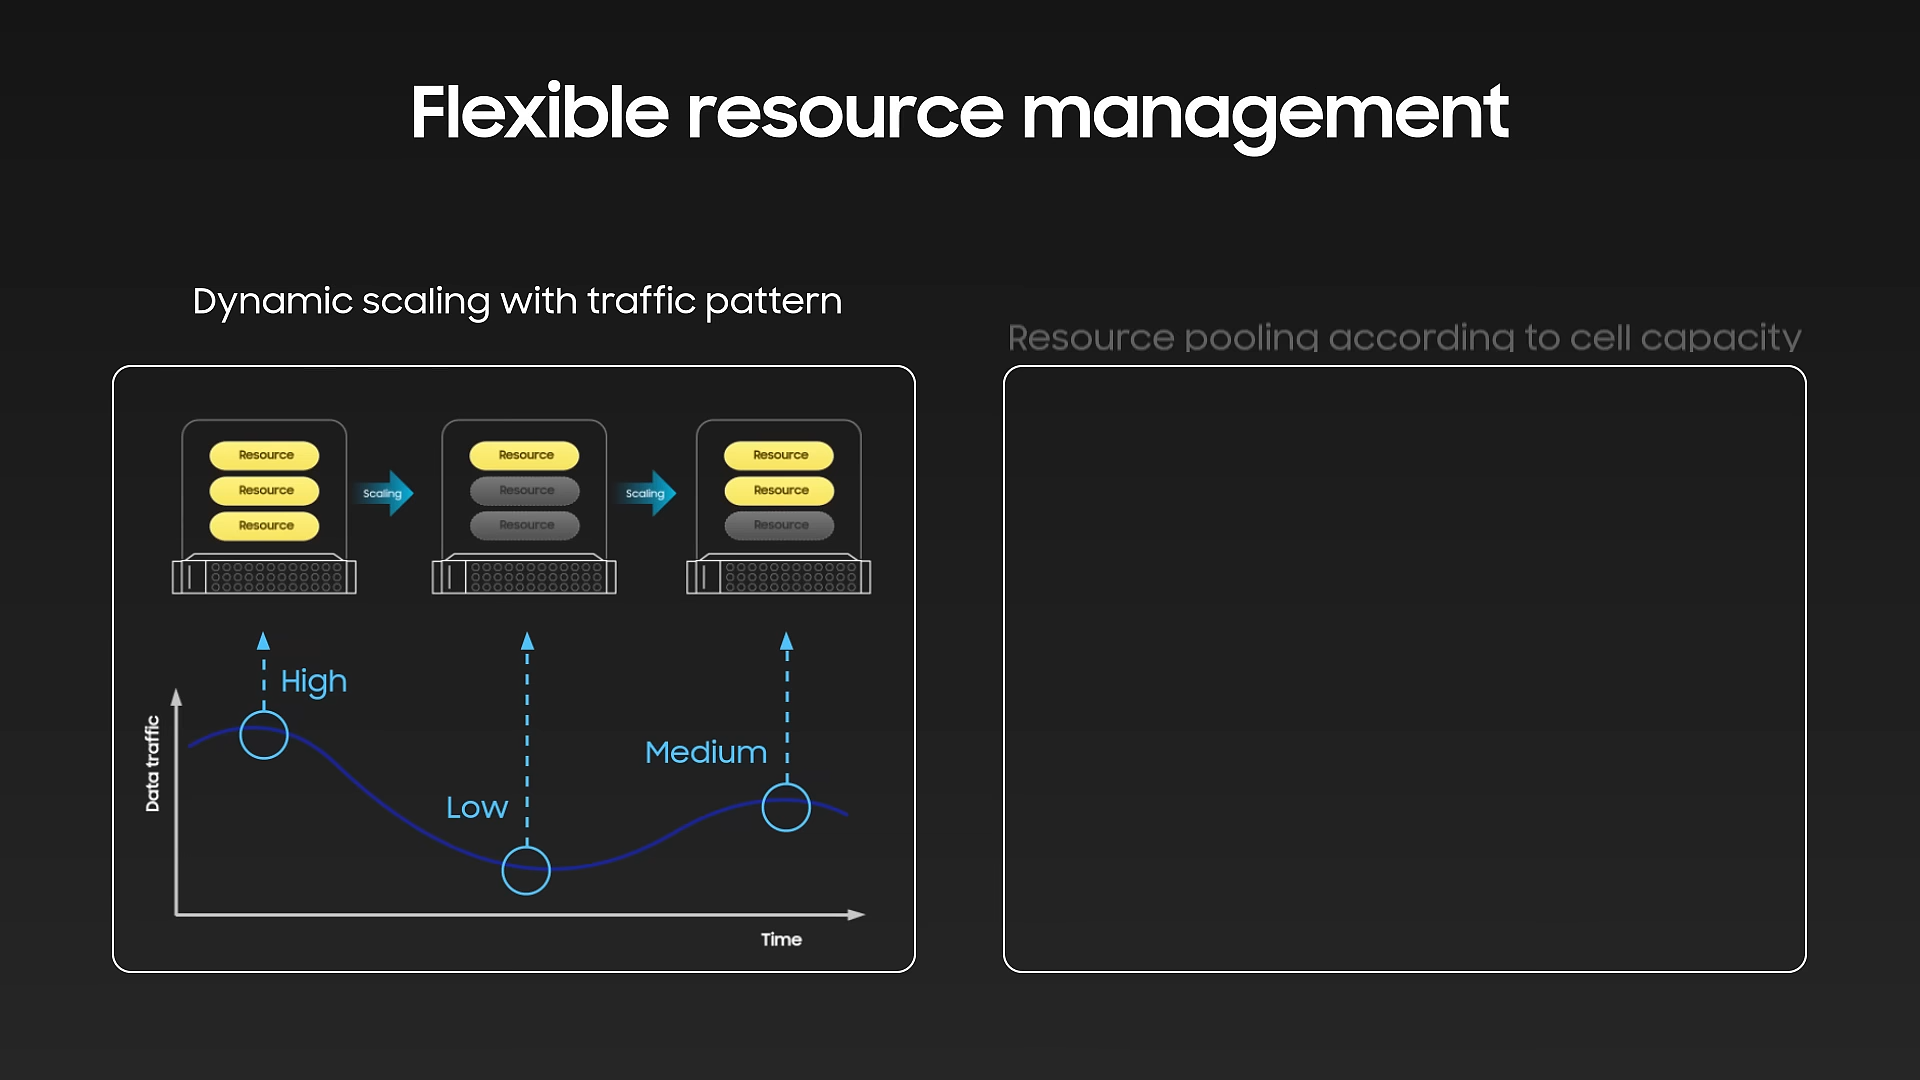 Flexible resource management
Dynamic scaling with traffic pattern
Resource pooling according to cell capacity
Resource
Resource
Resource
Scaling
Resource
Resource
Resource
Scaling
Resource
Resource
Resource
High
Low
Medium
Data traffic
Time